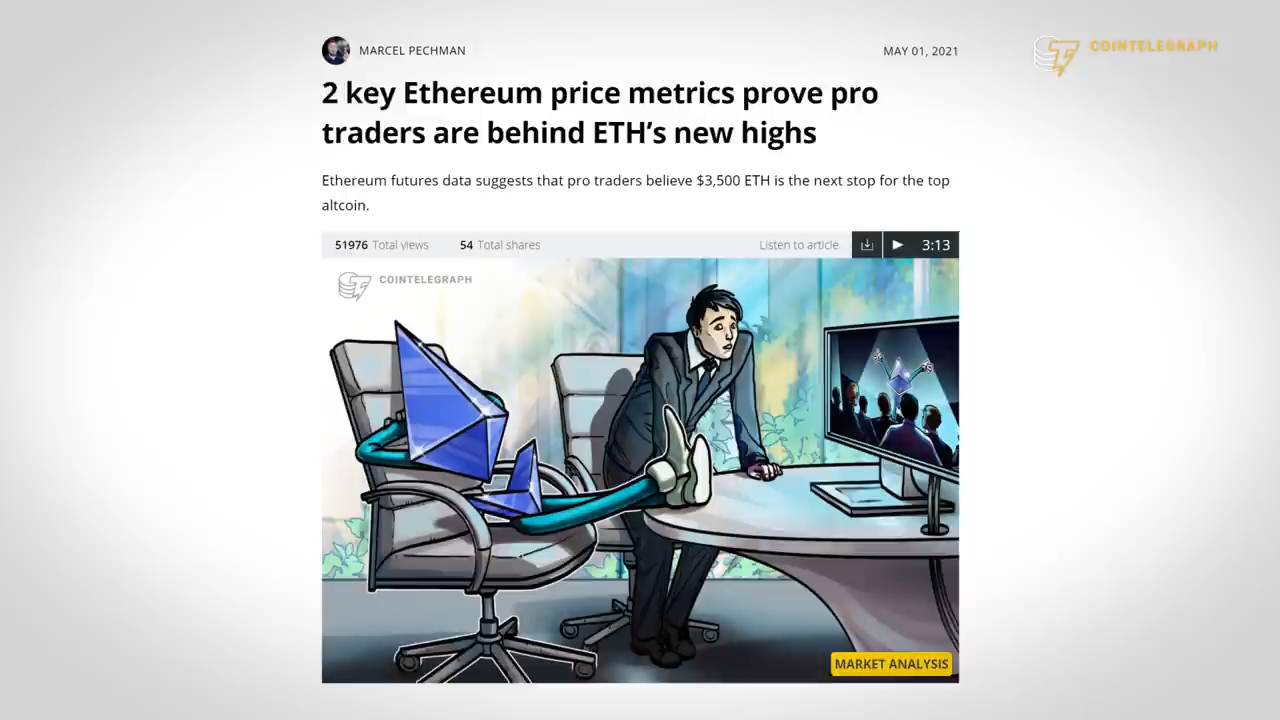 MARCEL PECHMAN
MAY 01, 2021
COINTELEGRAPH
2 key Ethereum price metrics prove pro
traders are behind ETH’s new highs
Ethereum futures data suggests that pro traders believe $3,500 ETH is the next stop for the top
altcoin.
51976 Total views 54 Total shares
Listen to article
3:13
COINTELEGRAPH
MARKET ANALYSIS